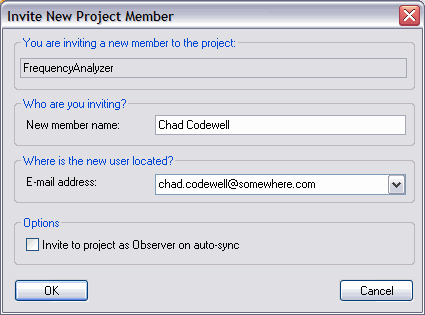 Invite New Project Member
You are inviting a new member to the project:
FrequencyAnalyzer
Who are you inviting?
New member name: Chad Codewell
Where is the new user located?
E-mail address: chad.codewell@somewhere.com
Options
Invite to project as Observer on auto-sync
OK Cancel